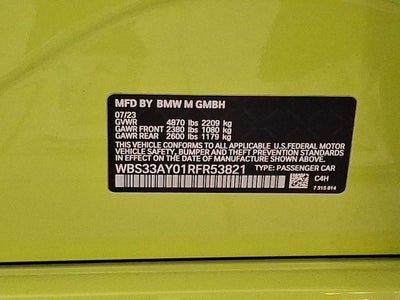 MFD BY BMW M GMBH
07/23
GVWR 4870 lbs 2209 kg
GAWR FRONT 2380 lbs 1080 kg
GAWR REAR 2600 lbs 1179 kg
THIS VEHICLE CONFORMS TO ALL APPLICABLE U.S.FEDERAL MOTOR
VEHICLE SAFETY, BUMPER, AND THEFT PREVENTION STANDARDS
IN EFFECT ON THE DATE OF MANUFACTURE SHOWN ABOVE.
WBS33AY01RFR53821 TYPE: PASSENGER CAR
C4H
7 315 814